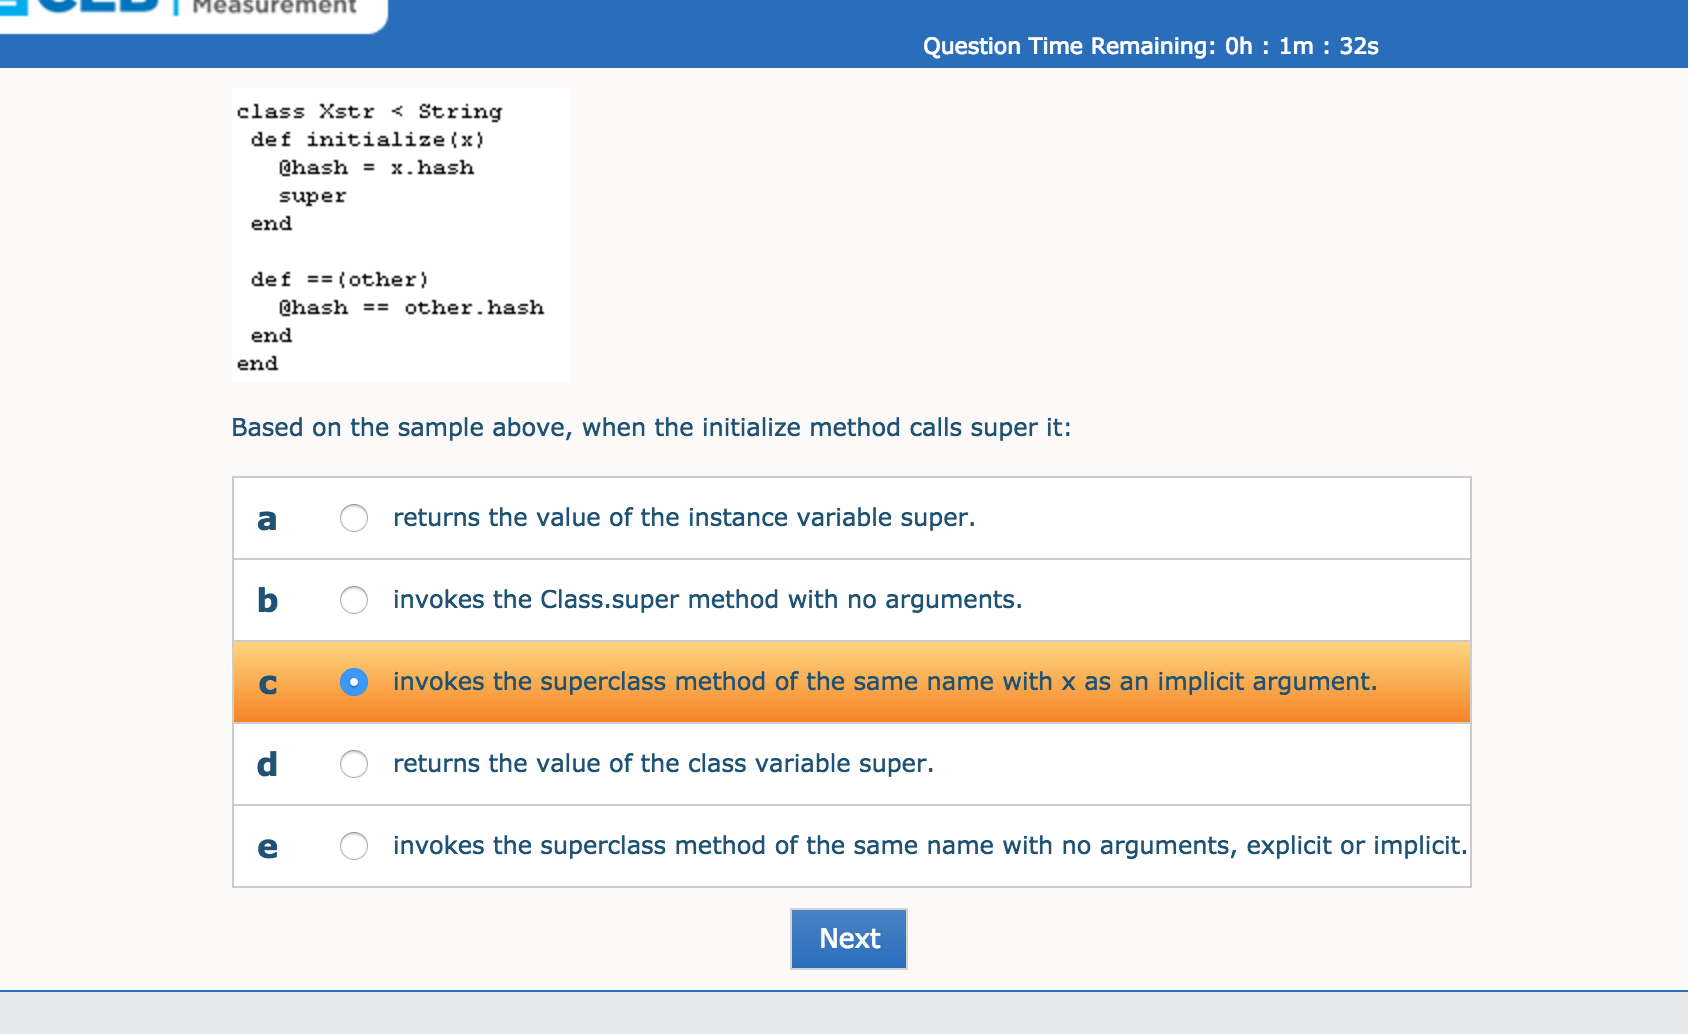 CEB | Measurement
Question Time Remaining: 0h : 1m : 32s
class Xstr < String
def initialize(x)
@hash = x.hash
super
end
def ==(other)
@hash == other.hash
end
end
Based on the sample above, when the initialize method calls super it:
a returns the value of the instance variable super.
b invokes the Class.super method with no arguments.
c invokes the superclass method of the same name with x as an implicit argument.
d returns the value of the class variable super.
e invokes the superclass method of the same name with no arguments, explicit or implicit.
Next